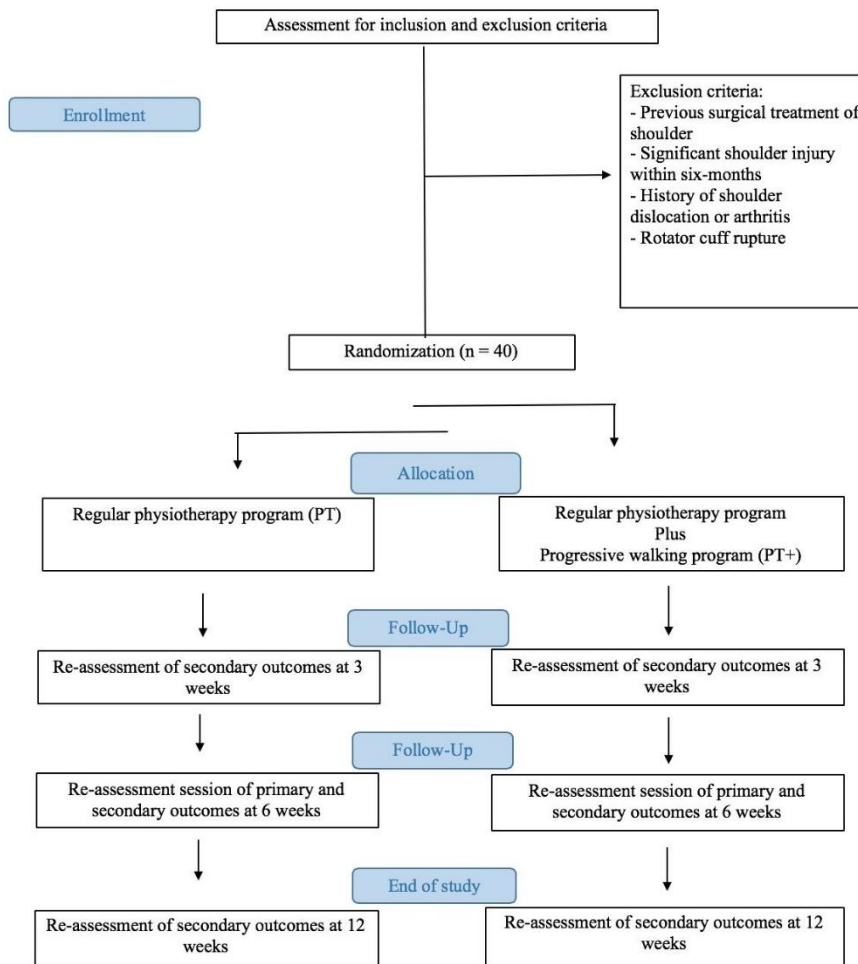 Assessment for inclusion and exclusion criteria
Enrollment
Exclusion criteria:
- Previous surgical treatment of
shoulder
- Significant shoulder injury
within six-months
- History of shoulder
dislocation or arthritis
- Rotator cuff rupture
Randomization (n = 40)
Allocation
Regular physiotherapy program (PT)
Regular physiotherapy program
Plus
Progressive walking program (PT+)
Follow-Up
Re-assessment of secondary outcomes at 3
weeks
Re-assessment of secondary outcomes at 3
weeks
Follow-Up
Re-assessment session of primary and
secondary outcomes at 6 weeks
Re-assessment session of primary and
secondary outcomes at 6 weeks
End of study
Re-assessment of secondary outcomes at 12
weeks
Re-assessment of secondary outcomes at 12
weeks